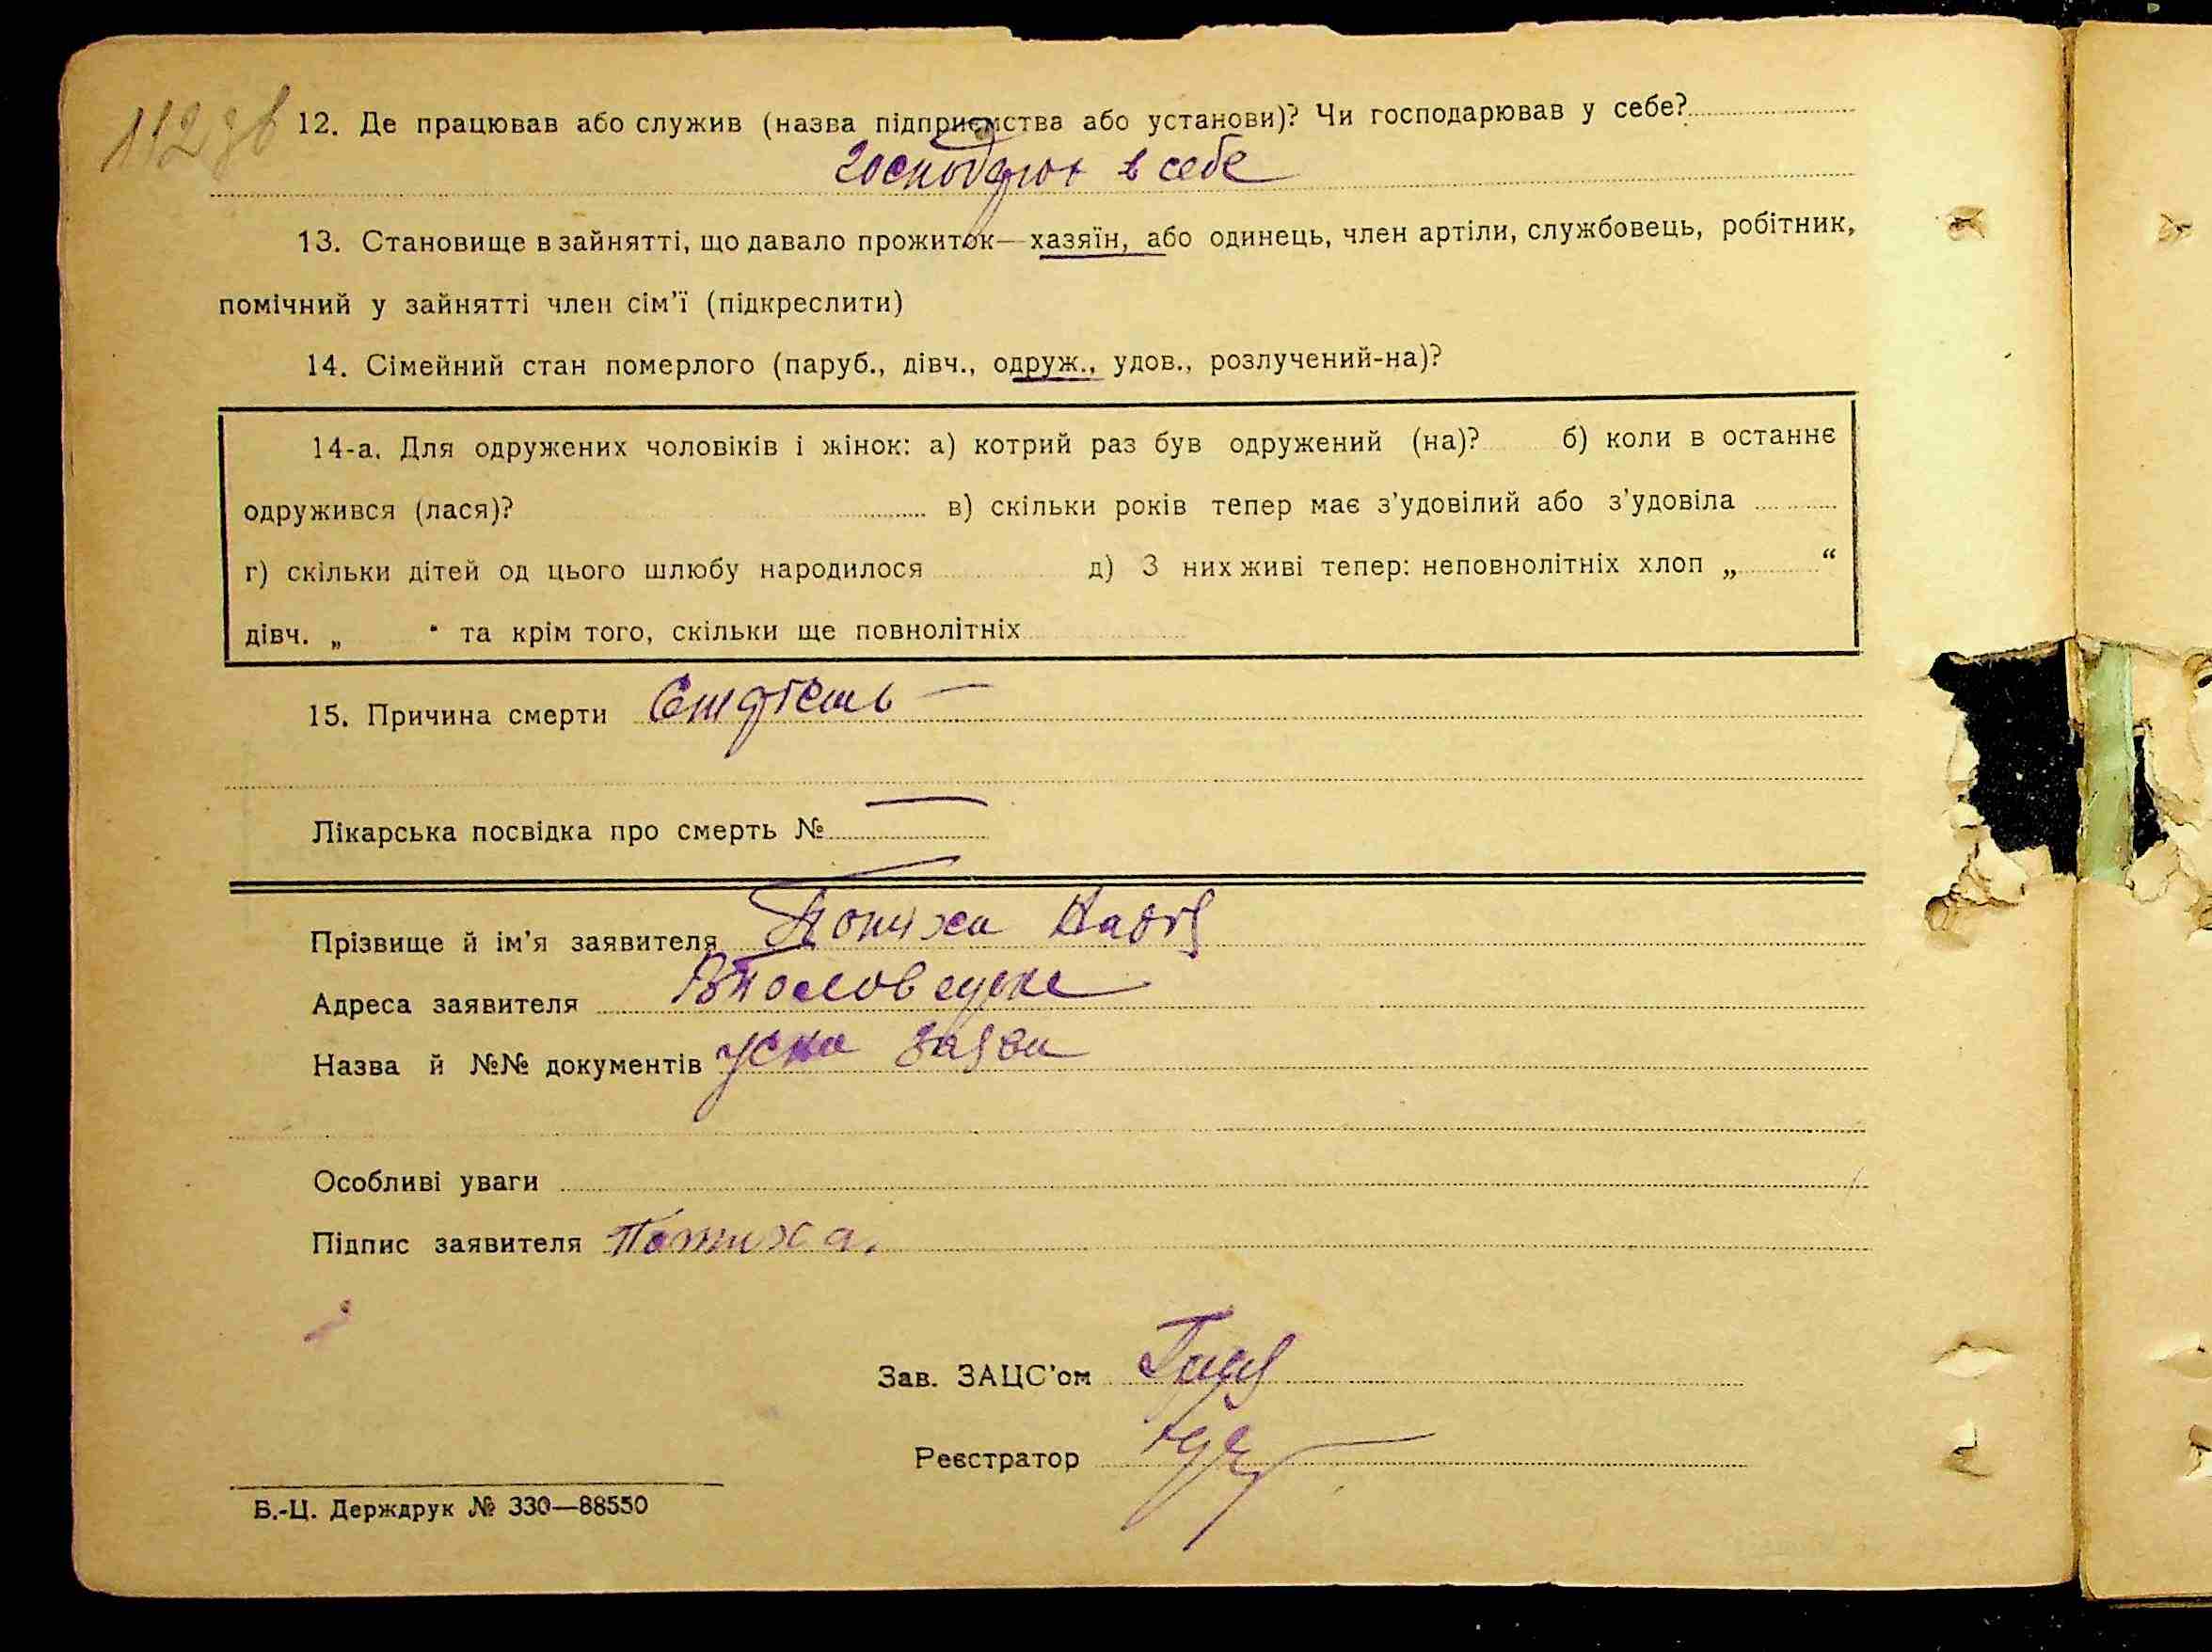 112 зв
12. Де працював або служив (назва підприємства або установи)? Чи господарював у себе?
в себе
13. Становище в зайнятті, що давало прожиток—хазяїн, або одинець, член артіли, службовець, робітник,
помічний у зайнятті член сім'ї (підкреслити)
14. Сімейний стан померлого (паруб., дівч., одруж., удов., розлучений-на)?
14-а. Для одружених чоловіків і жінок: а) котрий раз був одружений (на)? б) коли в останнє
одружився (лася)? в) скільки років тепер має з'удовілий або з'удовіла
г) скільки дітей од цього шлюбу народилося д) З них живі тепер: неповнолітніх хлоп „ “
дівч. „ “ та крім того, скільки ще повнолітніх
15. Причина смерти
Лікарська посвідка про смерть № —
Прізвище й ім'я заявителя
Адреса заявителя
Назва й №№ документів усна заява
Особливі уваги
Підпис заявителя Потиха.
Зав. ЗАЦС'ом
Реєстратор
Б.-Ц. Держдрук № 330—88550